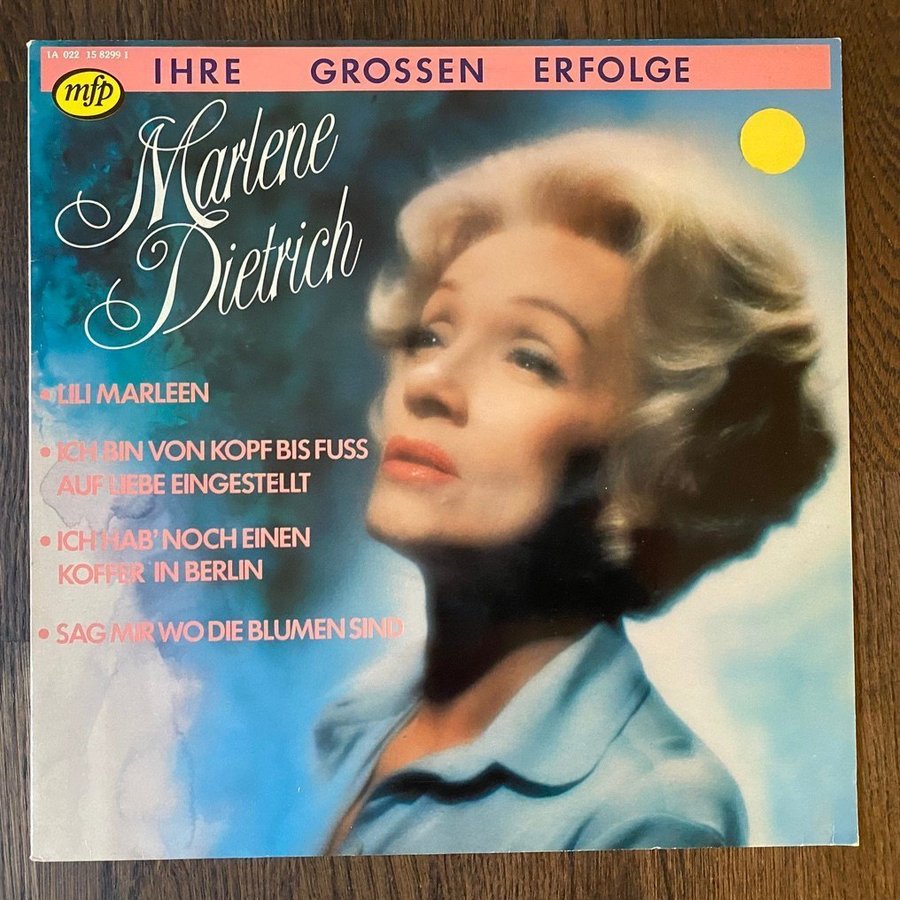 1A 022 15 8299 1
mfp
IHRE GROSSEN ERFOLGE
Marlene
Dietrich
• LILI MARLEEN
• ICH BIN VON KOPF BIS FUSS
AUF LIEBE EINGESTELLT
• ICH HAB' NOCH EINEN
KOFFER IN BERLIN
• SAG MIR WO DIE BLUMEN SIND